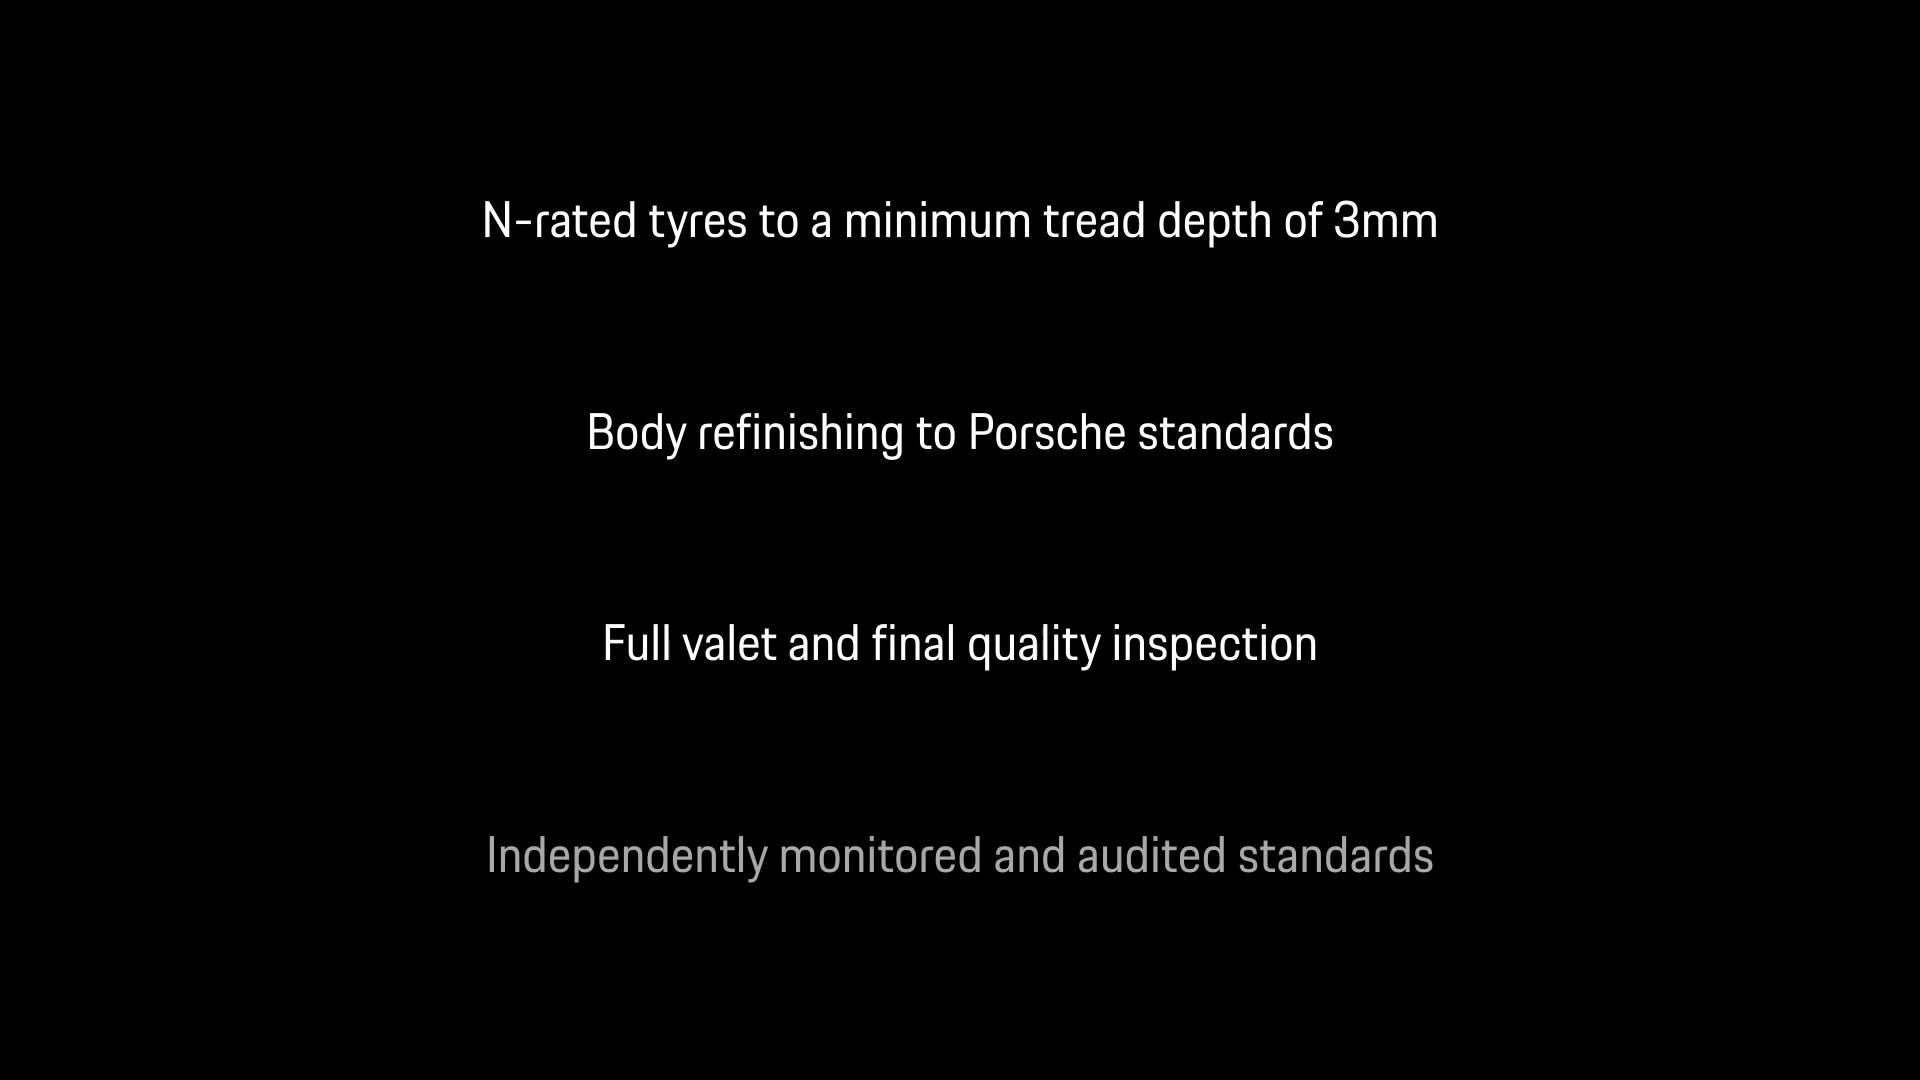 N-rated tyres to a minimum tread depth of 3mm
Body refinishing to Porsche standards
Full valet and final quality inspection
Independently monitored and audited standards